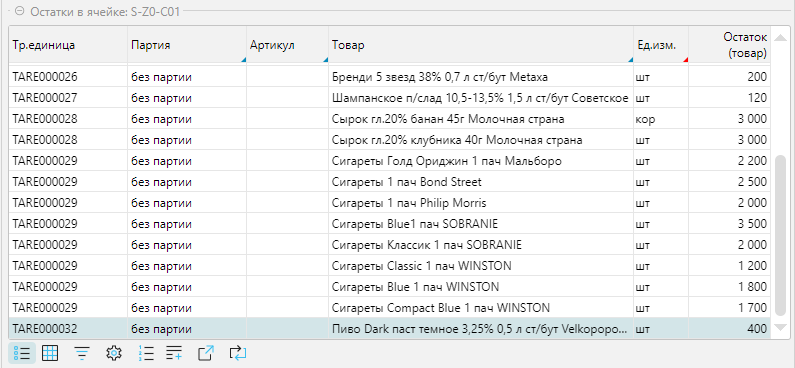 Остатки в ячейке: S-Z0-C01
Тр.единица Партия Артикул Товар Ед.изм. Остаток (товар)
TARE000026 без партии Бренди 5 звезд 38% 0,7 л ст/бут Metaxa шт 200
TARE000027 без партии Шампанское п/слад 10,5-13,5% 1,5 л ст/бут Советское шт 120
TARE000028 без партии Сырок гл.20% банан 45г Молочная страна кор 3 000
TARE000028 без партии Сырок гл.20% клубника 40г Молочная страна шт 3 000
TARE000029 без партии Сигареты Голд Ориджин 1 пач Мальборо шт 2 200
TARE000029 без партии Сигареты 1 пач Bond Street шт 2 500
TARE000029 без партии Сигареты 1 пач Philip Morris шт 2 000
TARE000029 без партии Сигареты Blue1 пач SOBRANIE шт 3 500
TARE000029 без партии Сигареты Классик 1 пач SOBRANIE шт 2 000
TARE000029 без партии Сигареты Classic 1 пач WINSTON шт 1 200
TARE000029 без партии Сигареты Blue 1 пач WINSTON шт 1 800
TARE000029 без партии Сигареты Compact Blue 1 пач WINSTON шт 1 700
TARE000032 без партии Пиво Dark паст темное 3,25% 0,5 л ст/бут Velkopopo... шт 400